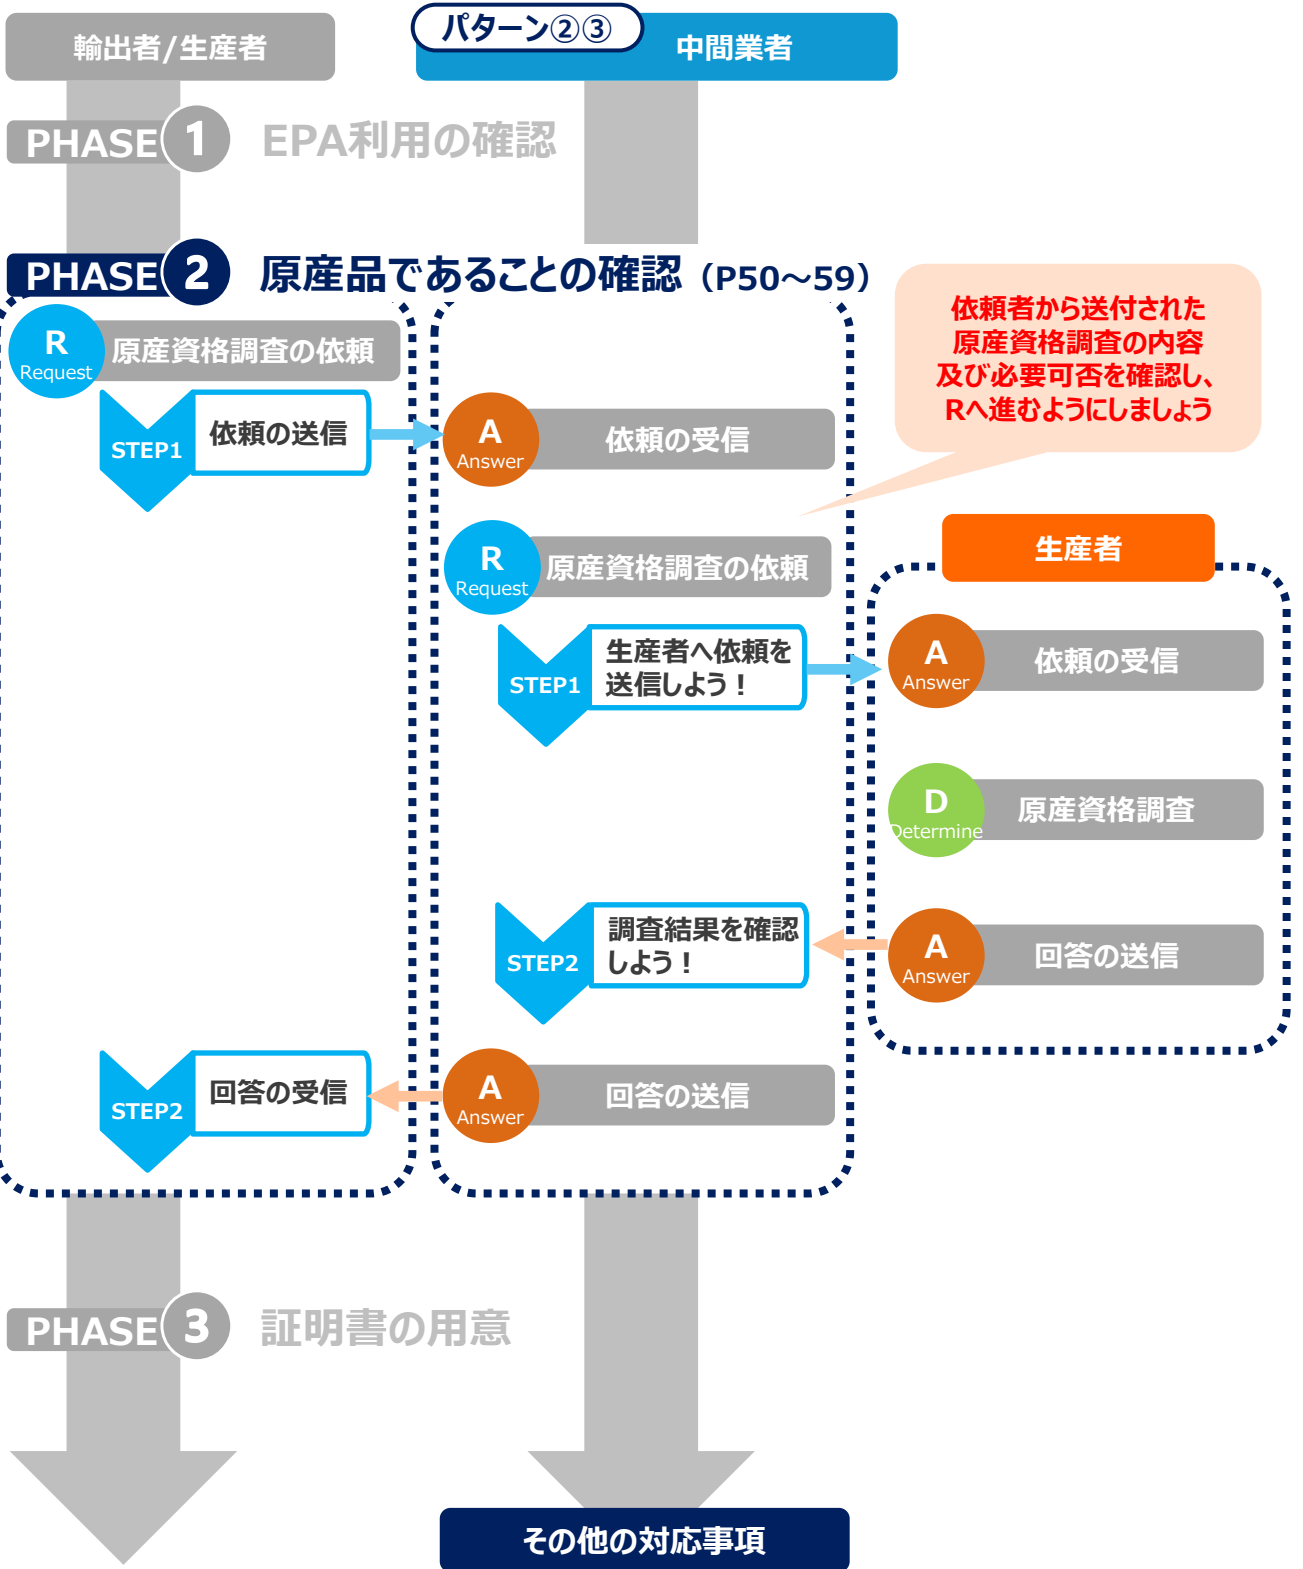 輸出者/生産者
パターン②③
中間業者
PHASE 1 EPA利用の確認
PHASE 2 原産品であることの確認（P50～59）
依頼者から送付された
原産資格調査の内容
及び必要可否を確認し、
Rへ進むようにしましょう
R
Request
原産資格調査の依頼
STEP1
依頼の送信
A
Answer
依頼の受信
R
Request
原産資格調査の依頼
生産者
STEP1
生産者へ依頼を
送信しよう！
A
Answer
依頼の受信
D
Determine
原産資格調査
STEP2
調査結果を確認
しよう！
A
Answer
回答の送信
STEP2
回答の受信
A
Answer
回答の送信
PHASE 3 証明書の用意
その他の対応事項